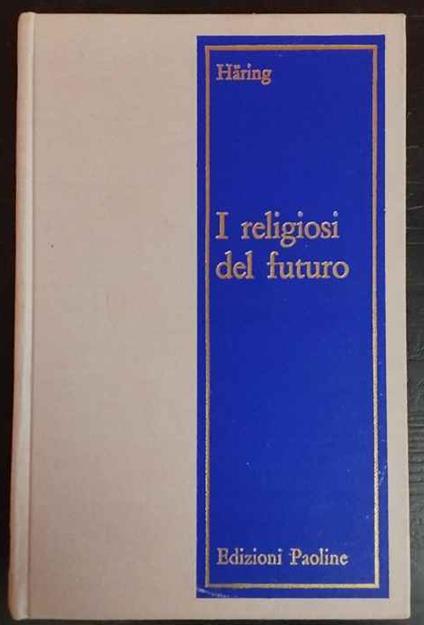 Häring
I religiosi
del futuro
Edizioni Paoline